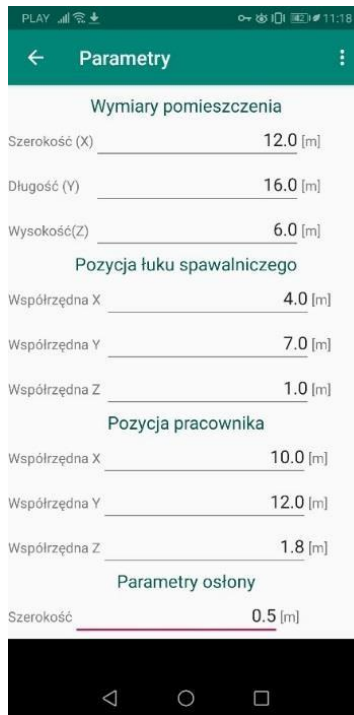 PLAY 42 11:18
Parametry
Wymiary pomieszczenia
Szerokość (X) 12.0 [m]
Długość (Y) 16.0 [m]
Wysokość(Z) 6.0 [m]
Pozycja łuku spawalniczego
Współrzędna X 4.0 [m]
Współrzędna Y 7.0 [m]
Współrzędna Z 1.0 [m]
Pozycja pracownika
Współrzędna X 10.0 [m]
Współrzędna Y 12.0 [m]
Współrzędna Z 1.8 [m]
Parametry osłony
Szerokość 0.5 [m]